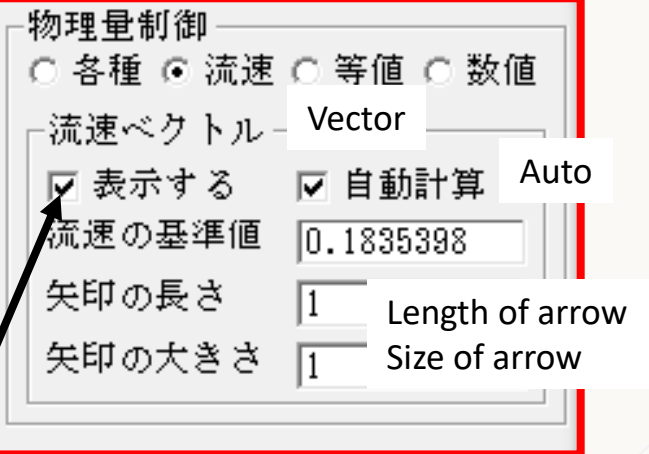 物理量制御
各種 流速 等値 数値
流速ベクトル Vector
表示する 自動計算 Auto
流速の基準値 0.1835398
矢印の長さ 1 Length of arrow
矢印の大きさ 1 Size of arrow